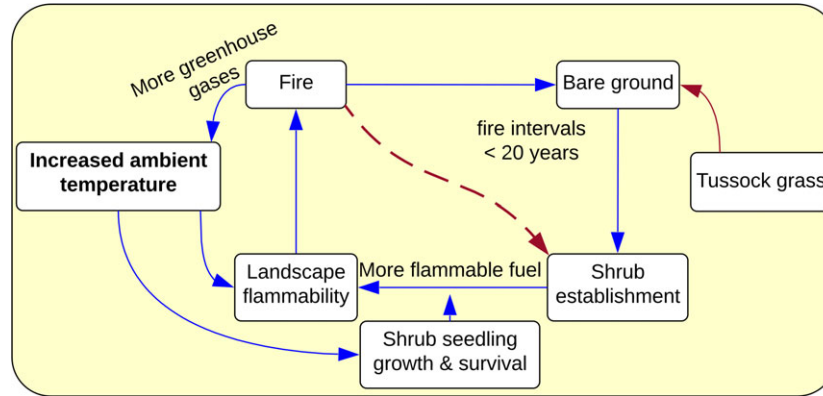 More greenhouse
gases
Fire
Bare ground
fire intervals
< 20 years
Increased ambient
temperature
Tussock grass
Landscape
flammability
More flammable fuel
Shrub
establishment
Shrub seedling
growth & survival